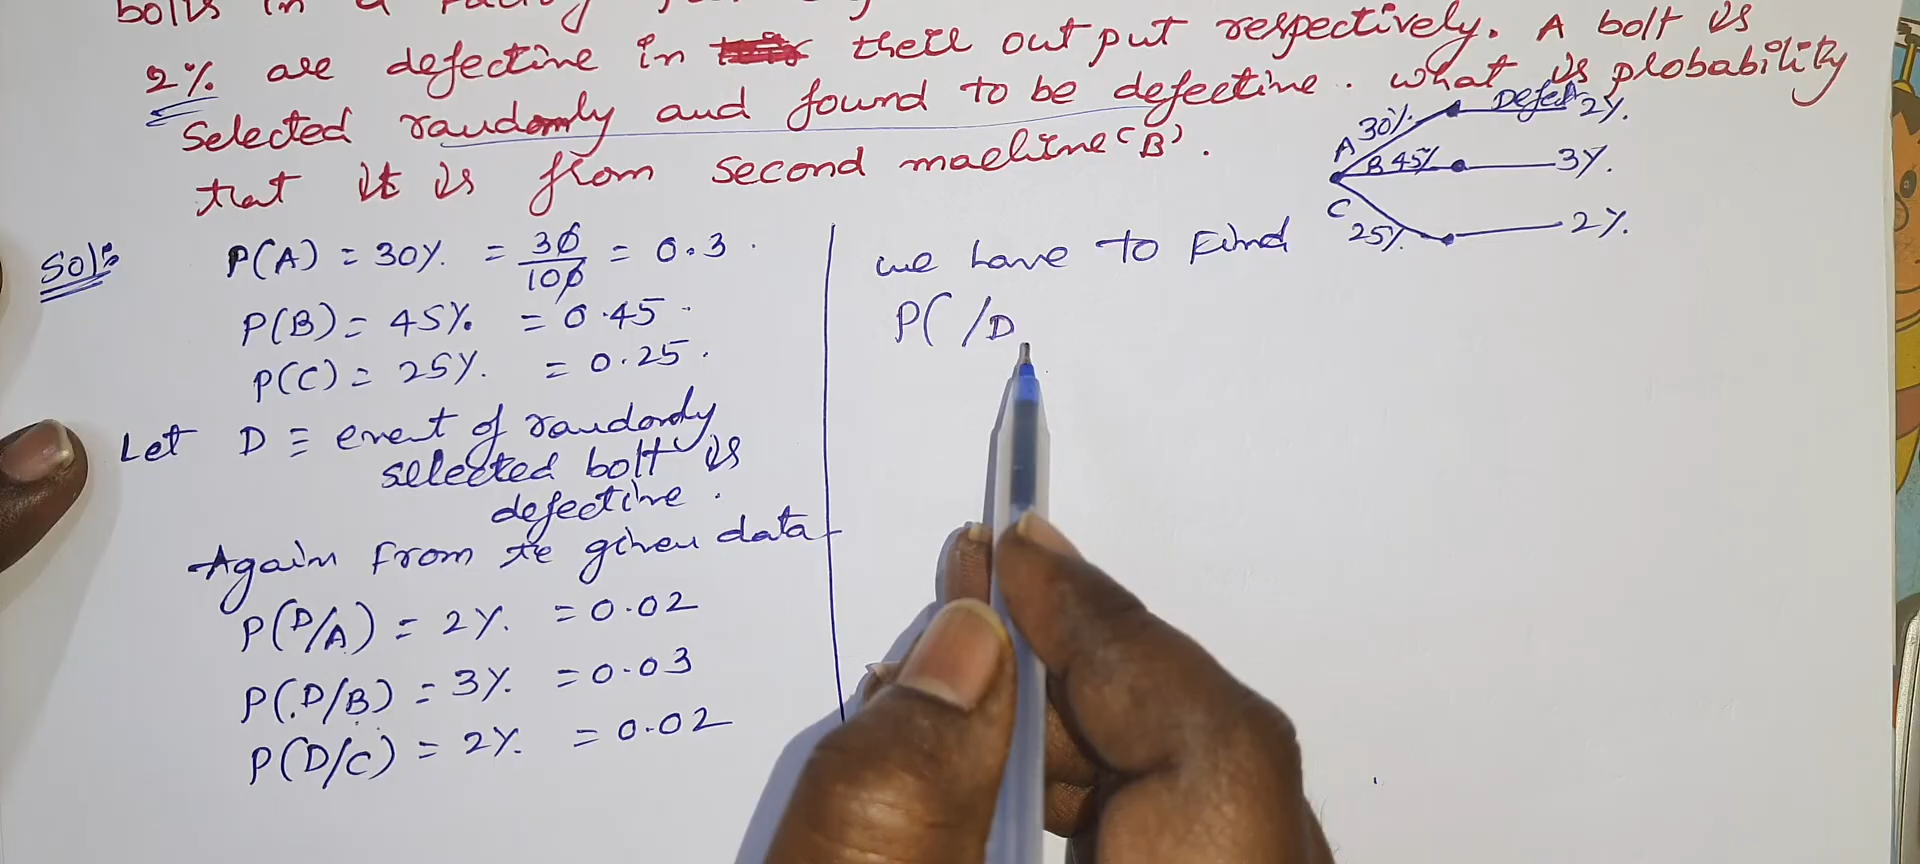 bolts in a
2% are defective in their out put respectively. A bolt is
selected randomly and found to be defective. what is probability
that it is from second machine (B).
Defect 2%.
A 30%.
B 45%
3%.
C
25%.
2%.
Sol:
P(A) = 30%. = 30/100 = 0.3.
P(B) = 45%. = 0.45.
P(C) = 25%. = 0.25.
Let D ≡ event of randomly
selected bolt is
defective.
Again from the given data
P(D/A) = 2%. = 0.02
P(D/B) = 3%. = 0.03
P(D/C) = 2%. = 0.02
we have to Find
P( /D